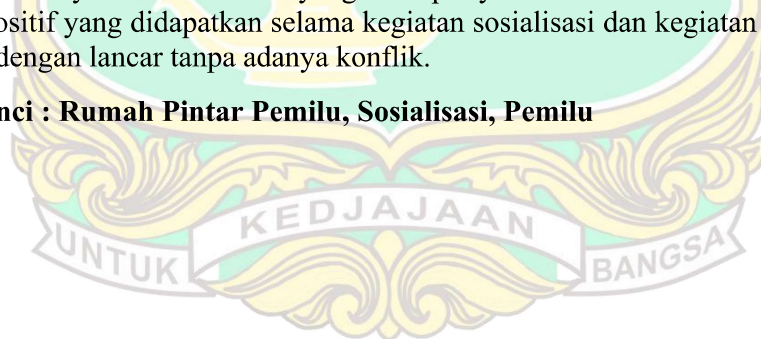 ositif yang didapatkan selama kegiatan sosialisasi dan kegiatan
dengan lancar tanpa adanya konflik.
nci : Rumah Pintar Pemilu, Sosialisasi, Pemilu
UNTUK KEDJAJAAN BANGSA